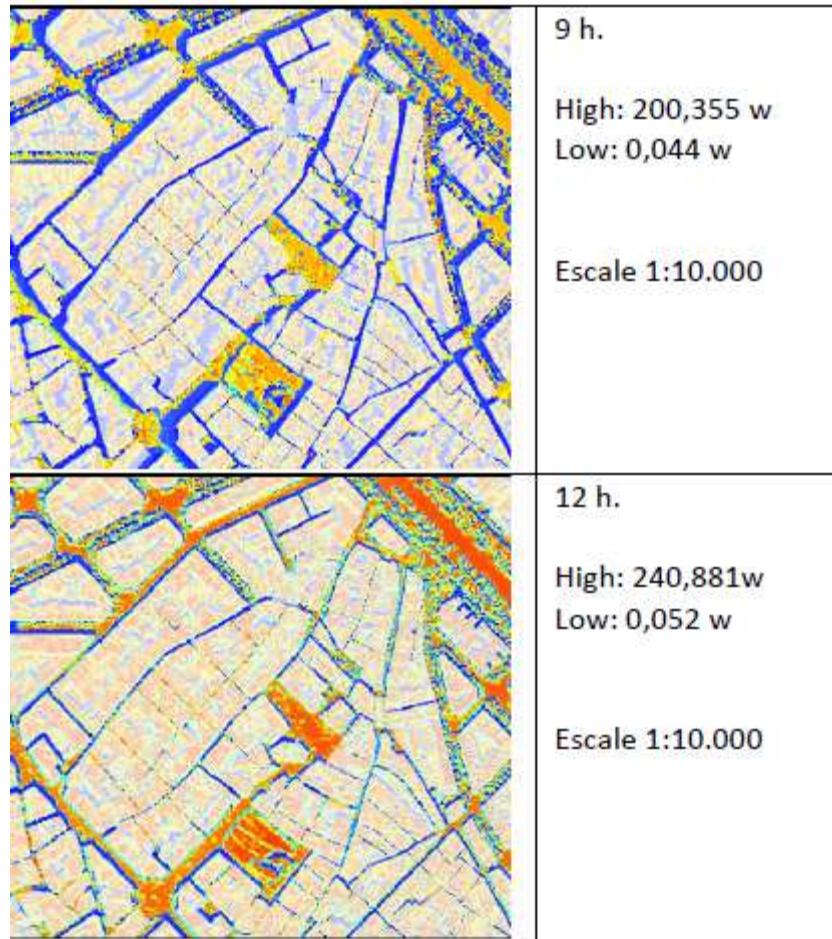 9 h.
High: 200,355 w
Low: 0,044 w
Escale 1:10.000
12 h.
High: 240,881w
Low: 0,052 w
Escale 1:10.000